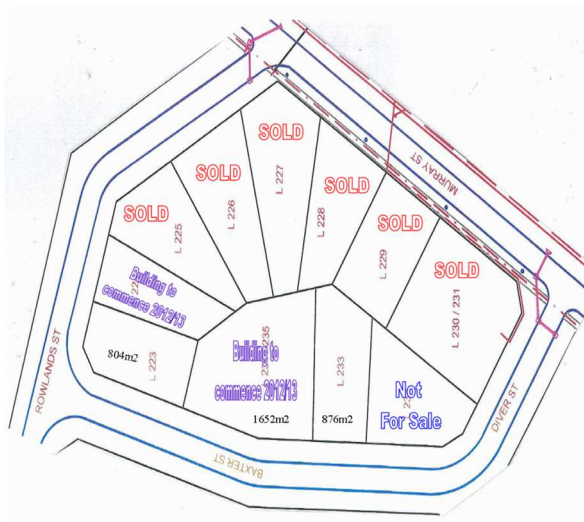 SOLD
L 227
SOLD
L 226
SOLD
L 228
SOLD
L 225
SOLD
L 229
SOLD
L 230 / 231
MURRAY ST
Building to
commence 2012/13
804m2
L 223
Building to
commence 2012/13
1652m2
L 233
876m2
Not
For Sale
ROWLANDS ST
BAXTER ST
DIVER ST